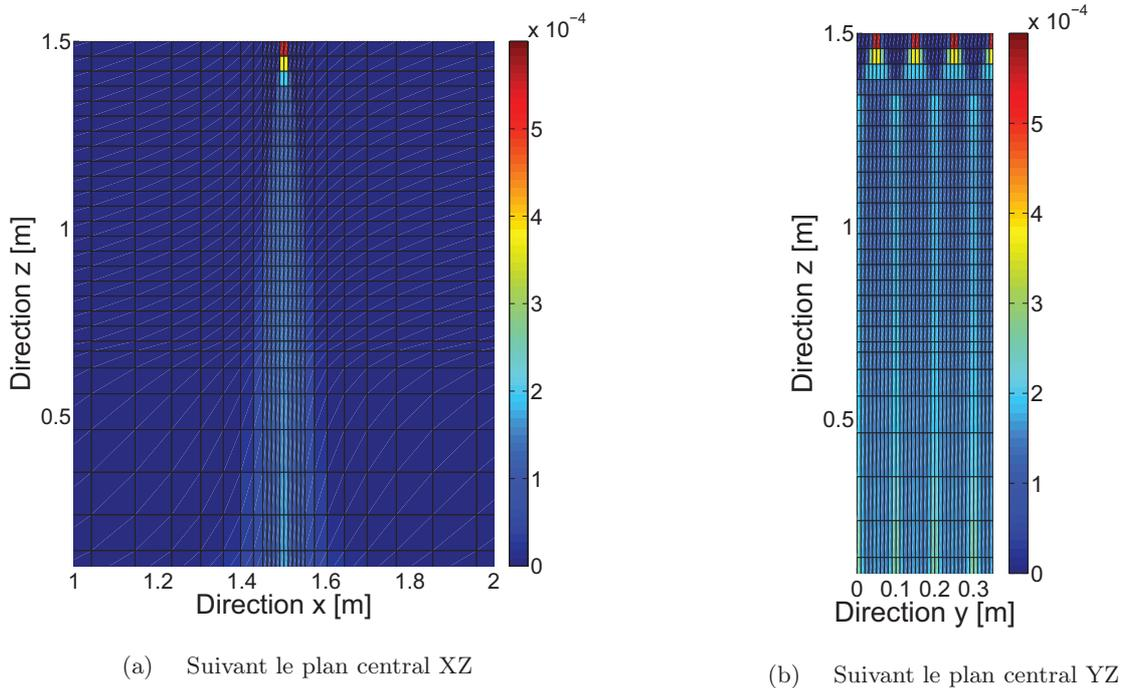 x 10⁻⁴
1.5
1
0.5
Direction z [m]
5
4
3
2
1
0
1 1.2 1.4 1.6 1.8 2
Direction x [m]
(a) Suivant le plan central XZ
x 10⁻⁴
1.5
1
0.5
Direction z [m]
5
4
3
2
1
0
0 0.1 0.2 0.3
Direction y [m]
(b) Suivant le plan central YZ